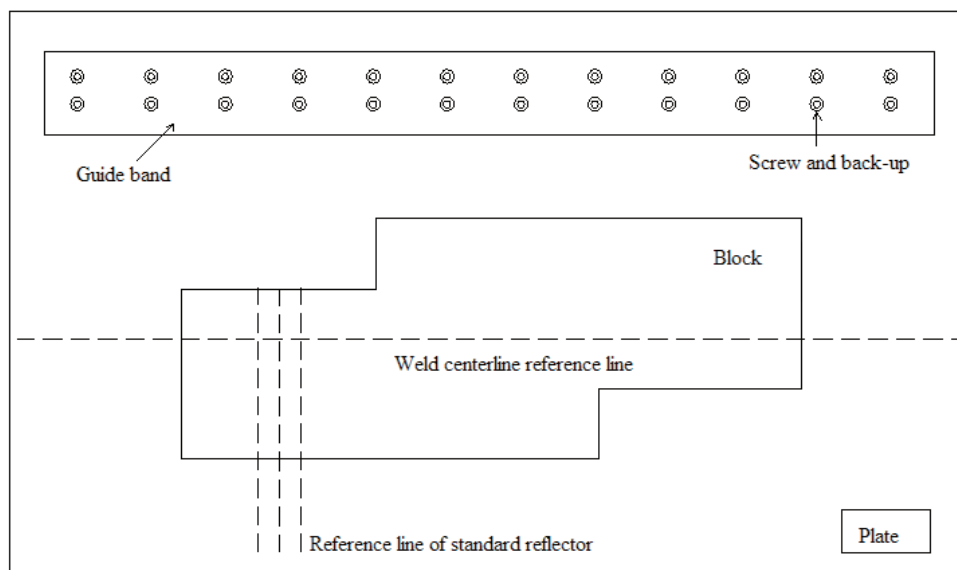 Guide band
Screw and back-up
Block
Weld centerline reference line
Reference line of standard reflector
Plate